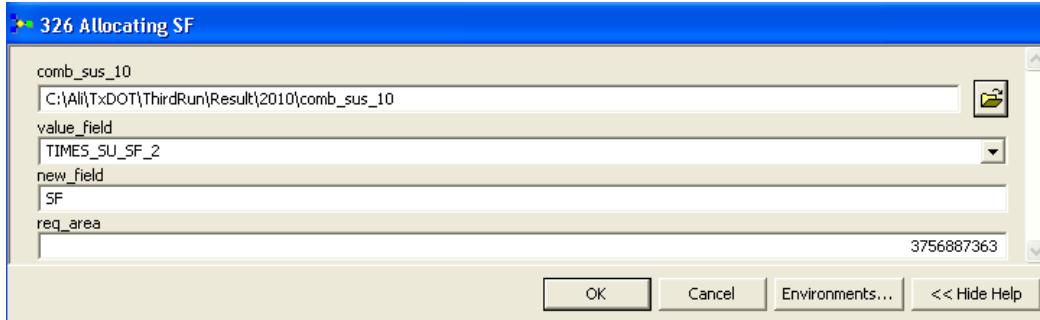 326 Allocating SF
comb_sus_10
C:\Ali\TxDOT\ThirdRun\Result\2010\comb_sus_10
value_field
TIMES_SU_SF_2
new_field
SF
req_area
3756887363
OK Cancel Environments... << Hide Help